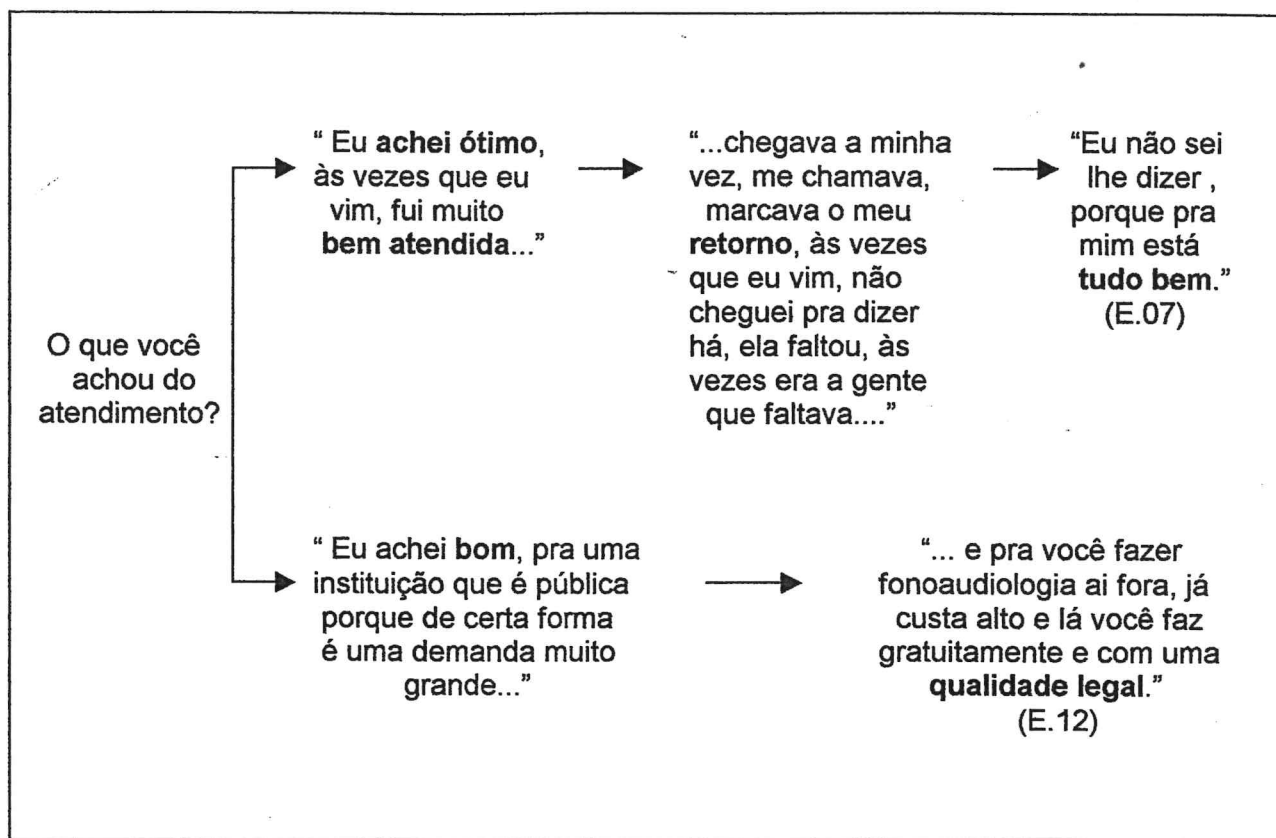 O que você
achou do
atendimento?
“ Eu achei ótimo,
às vezes que eu
vim, fui muito
bem atendida...”
“...chegava a minha
vez, me chamava,
marcava o meu
retorno, às vezes
que eu vim, não
cheguei pra dizer
há, ela faltou, às
vezes era a gente
que faltava....”
“Eu não sei
lhe dizer ,
porque pra
mim está
tudo bem.”
(E.07)
“ Eu achei bom, pra uma
instituição que é pública
porque de certa forma
é uma demanda muito
grande...”
“... e pra você fazer
fonoaudiologia ai fora, já
custa alto e lá você faz
gratuitamente e com uma
qualidade legal.”
(E.12)